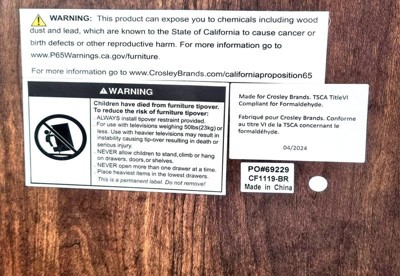 WARNING: This product can expose you to chemicals including wood
dust and lead, which are known to the State of California to cause cancer or
birth defects or other reproductive harm. For more information go to
www.P65Warnings.ca.gov/furniture.
For more information go to www.CrosleyBrands.com/californiaproposition65
WARNING
Children have died from furniture tipover.
To reduce the risk of furniture tipover:
. ALWAYS install tipover restraint provided.
. For use with televisions weighing 50lbs(23kg) or
less. Use with heavier televisions may result in
instability causing tip-over resulting in death or
serious injury.
. NEVER allow children to stand,climb or hang
on drawers, doors,or shelves.
. NEVER open more than one drawer at a time.
. Place heaviest items in the lowest drawers.
This is a permanent label. Do not remove!
Made for Crosley Brands. TSCA TitleVI
Compliant for Formaldehyde.
Fabriqué pour Crosley Brands. Conforme
au titre VI de la TSCA concernant le
formaldéhyde.
04/2024
PO#69229
CF1119-BR
Made in China